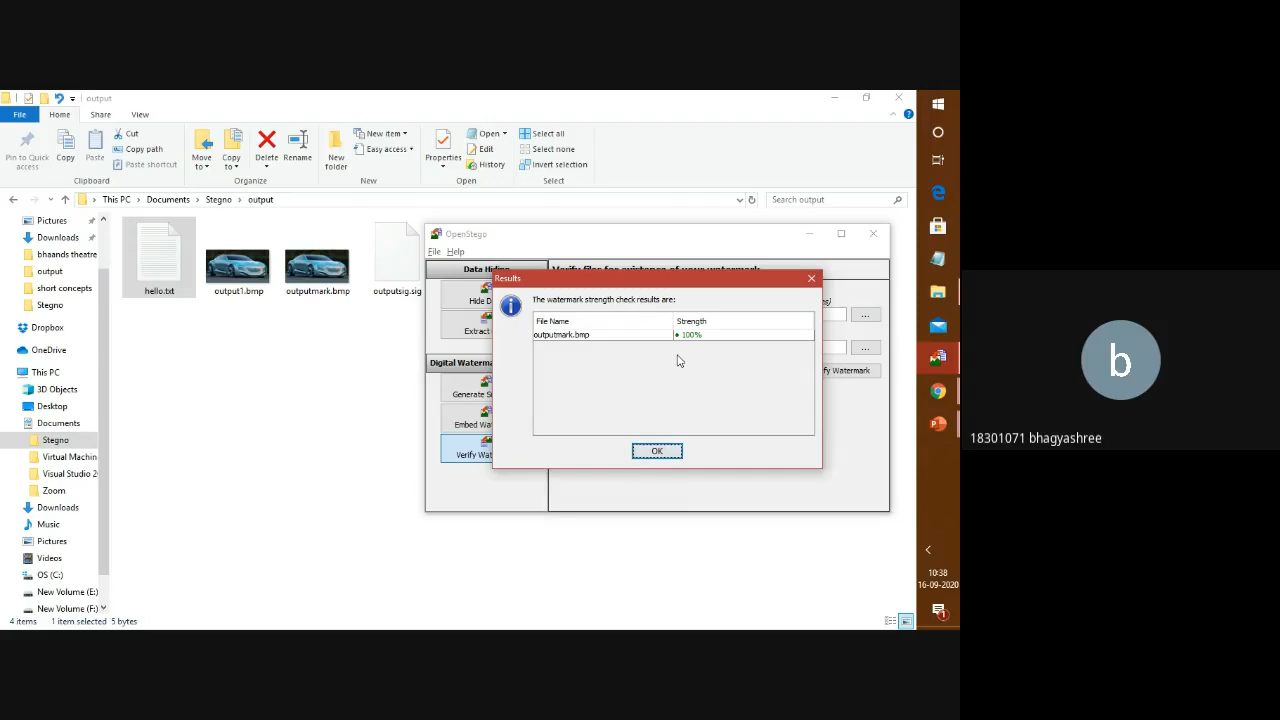 output
File
Home
Share
View
Pin to Quick access
Copy
Paste
Cut
Copy path
Paste shortcut
Clipboard
Move to
Copy to
Delete
Rename
Organize
New folder
New item
Easy access
New
Properties
Open
Edit
History
Open
Select all
Select none
Invert selection
Select
This PC
Documents
Stegno
output
Search output
Pictures
Downloads
bhaands theatre
output
short concepts
Stegno
Dropbox
OneDrive
This PC
3D Objects
Desktop
Documents
Stegno
Virtual Machin
Visual Studio 2
Zoom
Downloads
Music
Pictures
Videos
OS (C:)
New Volume (E:)
New Volume (F:)
4 items
1 item selected
5 bytes
hello.txt
output1.bmp
outputmark.bmp
outputsig.sig
OpenStego
File
Help
Data Hiding
Verify files for existence of your watermark
Hide D
Extract
Digital Waterma
Generate Si
Embed Wat
Verify Wat
fy Watermark
Results
The watermark strength check results are:
File Name
Strength
outputmark.bmp
100%
OK
10:38
16-09-2020
1
b
18301071 bhagyashree